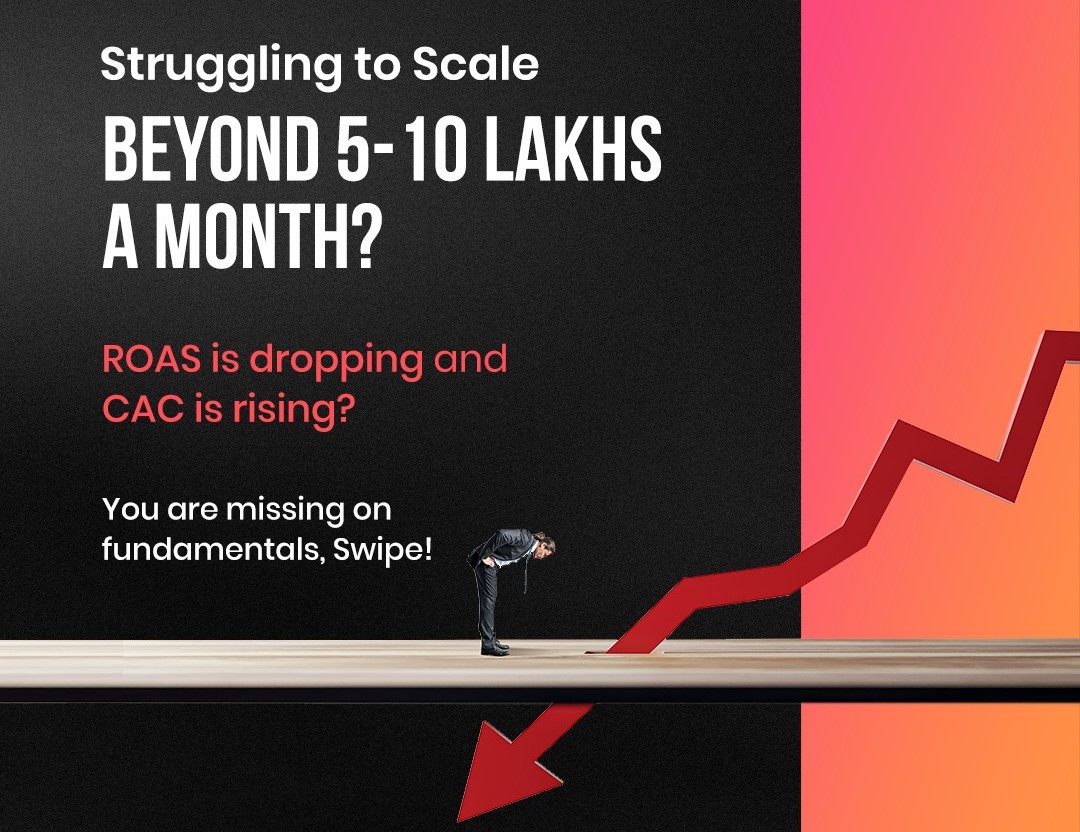 Struggling to Scale
BEYOND 5-10 LAKHS
A MONTH?
ROAS is dropping and
CAC is rising?
You are missing on
fundamentals, Swipe!